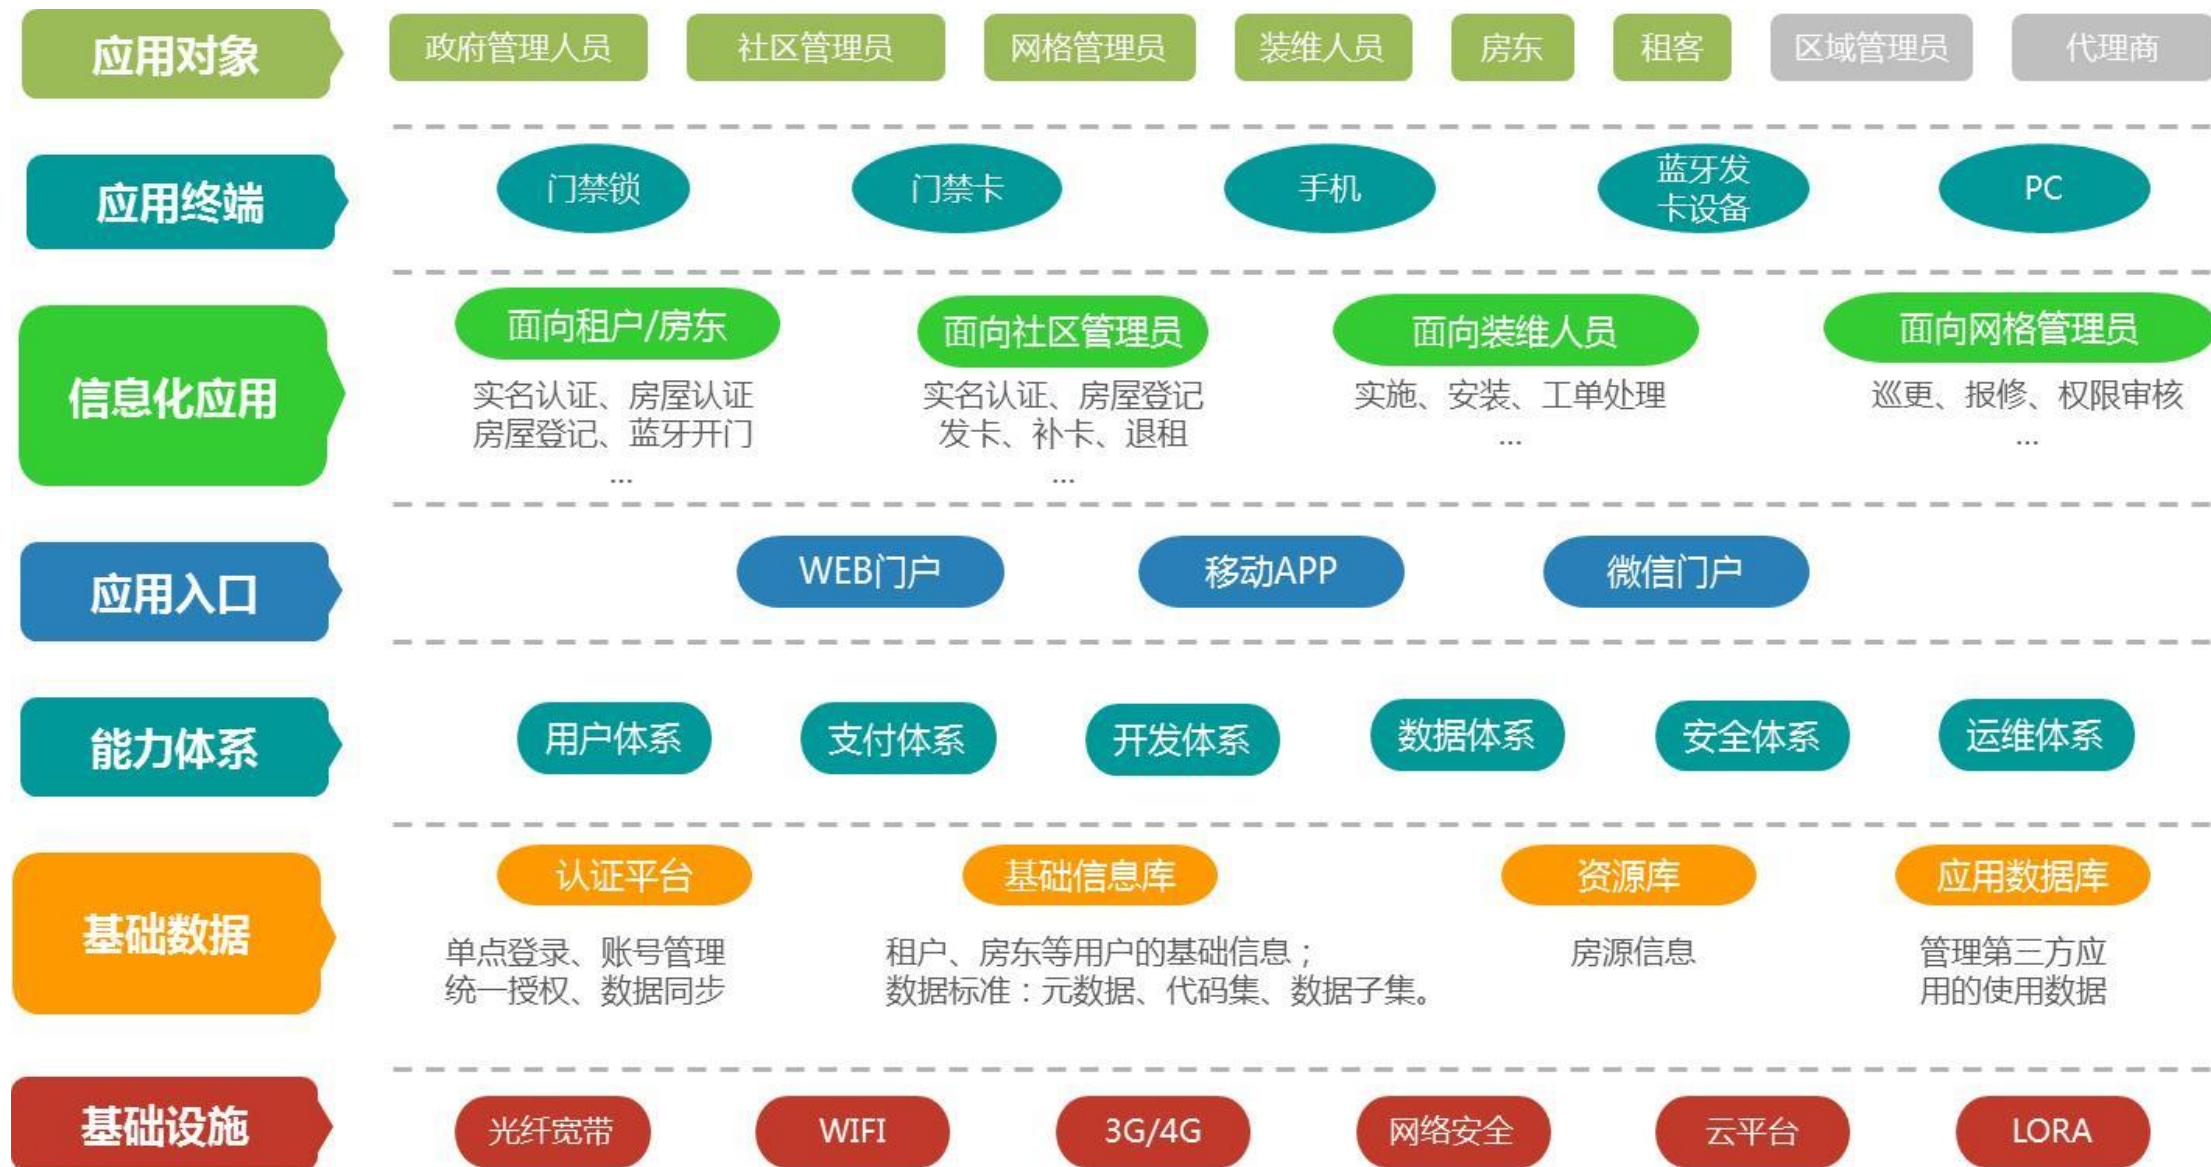 应用对象
政府管理人员
社区管理员
网格管理员
装维人员
房东
租客
区域管理员
代理商
应用终端
门禁锁
门禁卡
手机
蓝牙发
卡设备
PC
信息化应用
面向租户/房东
实名认证、房屋认证
房屋登记、蓝牙开门
...
面向社区管理员
实名认证、房屋登记
发卡、补卡、退租
...
面向装维人员
实施、安装、工单处理
...
面向网格管理员
巡更、报修、权限审核
...
应用入口
WEB门户
移动APP
微信门户
能力体系
用户体系
支付体系
开发体系
数据体系
安全体系
运维体系
基础数据
认证平台
单点登录、账号管理
统一授权、数据同步
基础信息库
租户、房东等用户的基础信息；
数据标准：元数据、代码集、数据子集。
资源库
房源信息
应用数据库
管理第三方应
用的使用数据
基础设施
光纤宽带
WIFI
3G/4G
网络安全
云平台
LORA